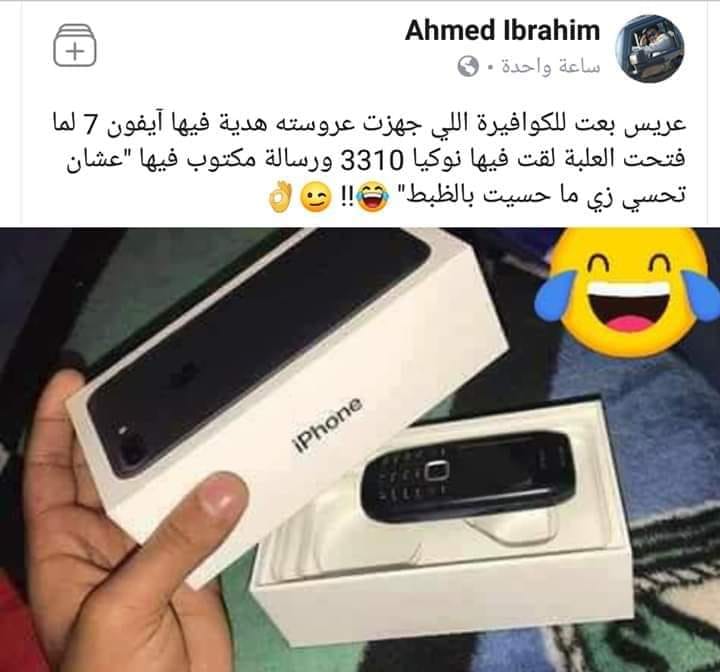 Ahmed Ibrahim
ساعة واحدة ·
عريس بعت للكوافيرة اللي جهزت عروسته هدية فيها آيفون 7 لما
فتحت العلبة لقت فيها نوكيا 3310 ورسالة مكتوب فيها "عشان
تحسي زي ما حسيت بالظبط" 😂!! 😉👌
iPhone